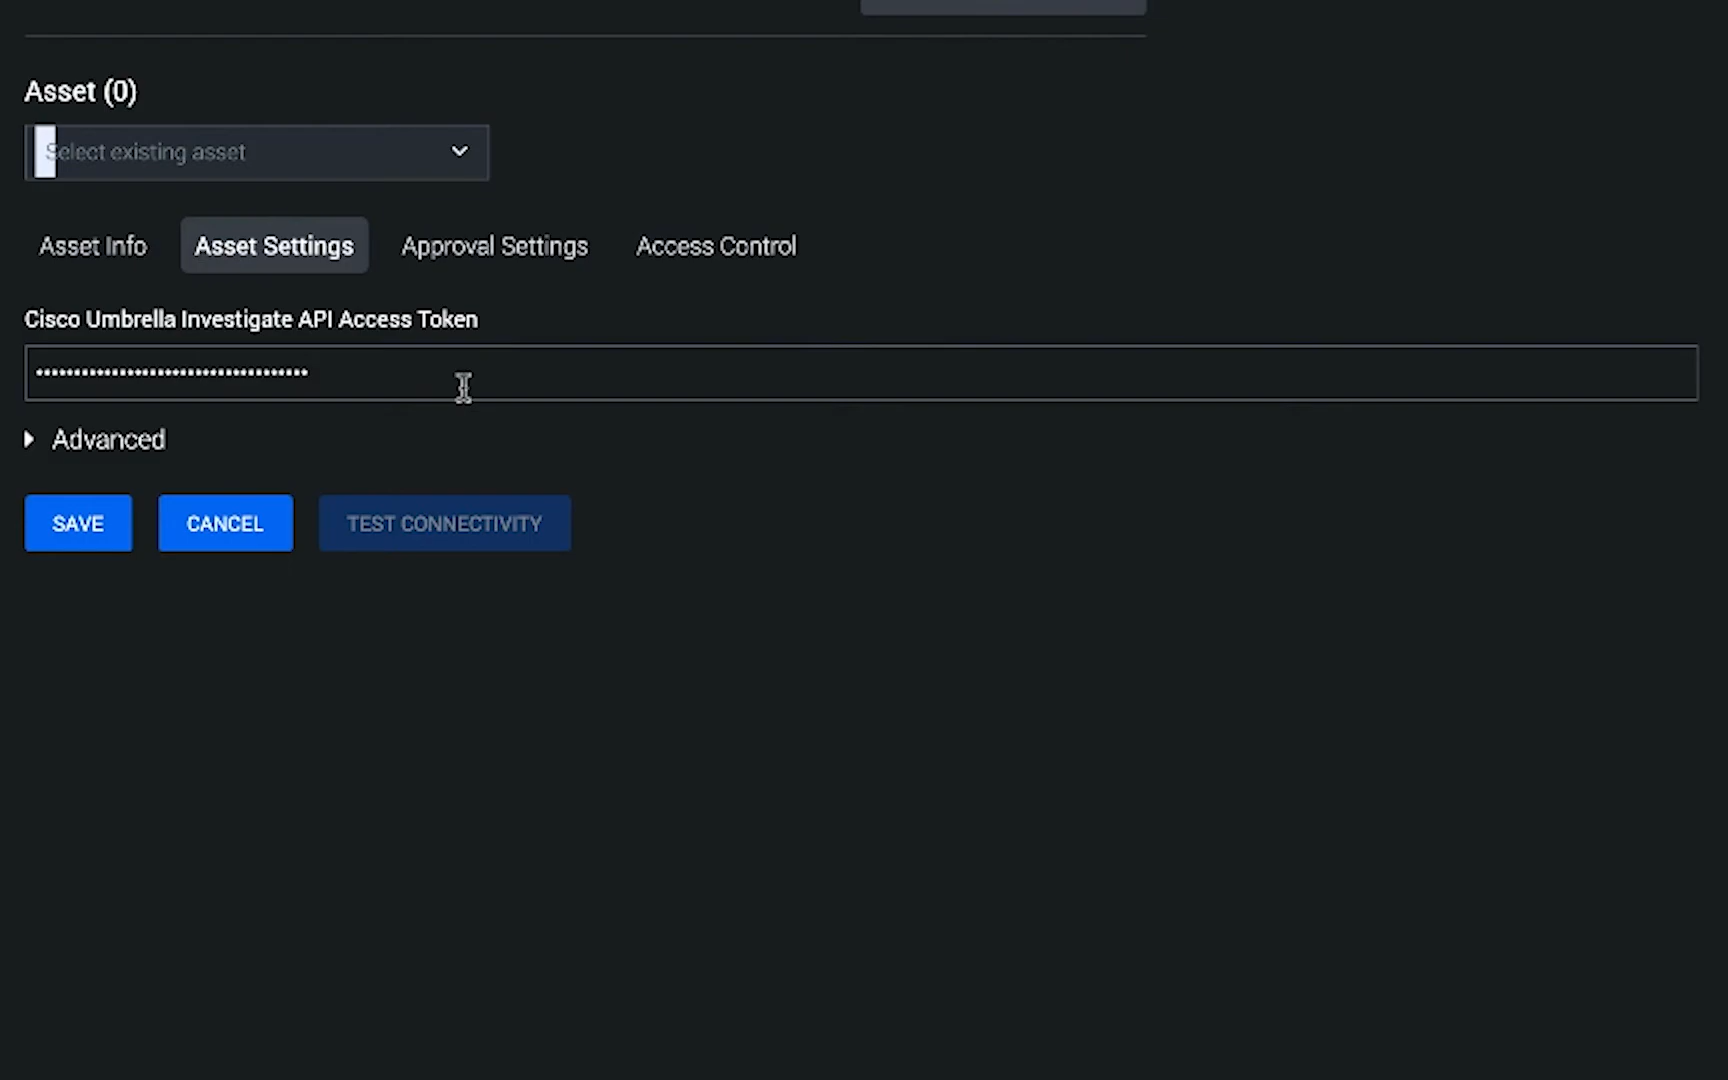 Asset (0)
Select existing asset
Asset Info Asset Settings Approval Settings Access Control
Cisco Umbrella Investigate API Access Token
••••••••••••••••••••••••••••••••••••
Advanced
SAVE CANCEL TEST CONNECTIVITY